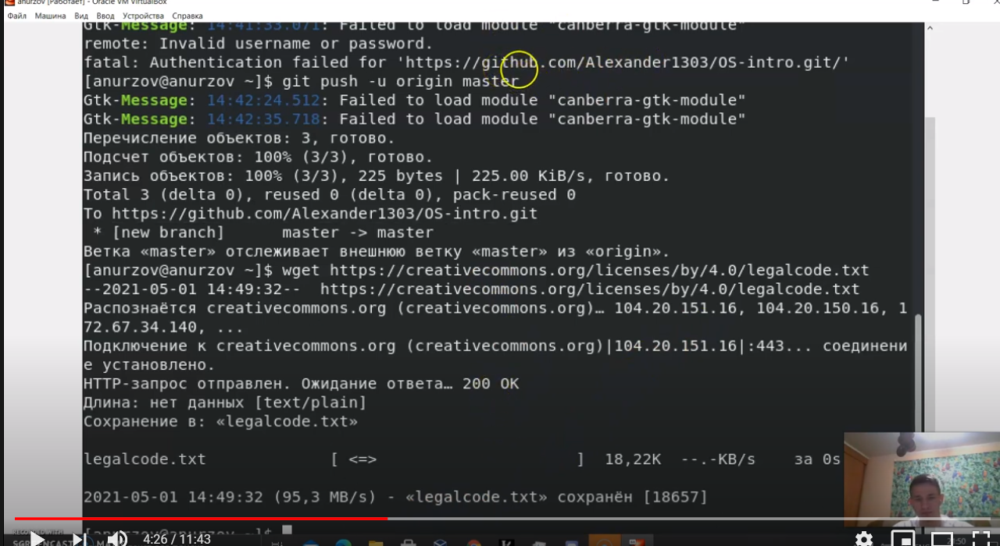 anurzov [Работает] - Oracle VM VirtualBox
Файл Машина Вид Ввод Устройства Справка
Gtk-Message: 14:41:33.071: Failed to load module "canberra-gtk-module"
remote: Invalid username or password.
fatal: Authentication failed for 'https://github.com/Alexander1303/OS-intro.git/'
[anurzov@anurzov ~]$ git push -u origin master
Gtk-Message: 14:42:24.512: Failed to load module "canberra-gtk-module"
Gtk-Message: 14:42:35.718: Failed to load module "canberra-gtk-module"
Перечисление объектов: 3, готово.
Подсчет объектов: 100% (3/3), готово.
Запись объектов: 100% (3/3), 225 bytes | 225.00 KiB/s, готово.
Total 3 (delta 0), reused 0 (delta 0), pack-reused 0
To https://github.com/Alexander1303/OS-intro.git
 * [new branch]      master -> master
Ветка «master» отслеживает внешнюю ветку «master» из «origin».
[anurzov@anurzov ~]$ wget https://creativecommons.org/licenses/by/4.0/legalcode.txt
--2021-05-01 14:49:32--  https://creativecommons.org/licenses/by/4.0/legalcode.txt
Распознаётся creativecommons.org (creativecommons.org)… 104.20.151.16, 104.20.150.16, 1
72.67.34.140, ...
Подключение к creativecommons.org (creativecommons.org)|104.20.151.16|:443... соединени
е установлено.
HTTP-запрос отправлен. Ожидание ответа… 200 OK
Длина: нет данных [text/plain]
Сохранение в: «legalcode.txt»
legalcode.txt [ <=> ] 18,22K --.-KB/s за 0s
2021-05-01 14:49:32 (95,3 MB/s) - «legalcode.txt» сохранён [18657]
4:26 / 11:43